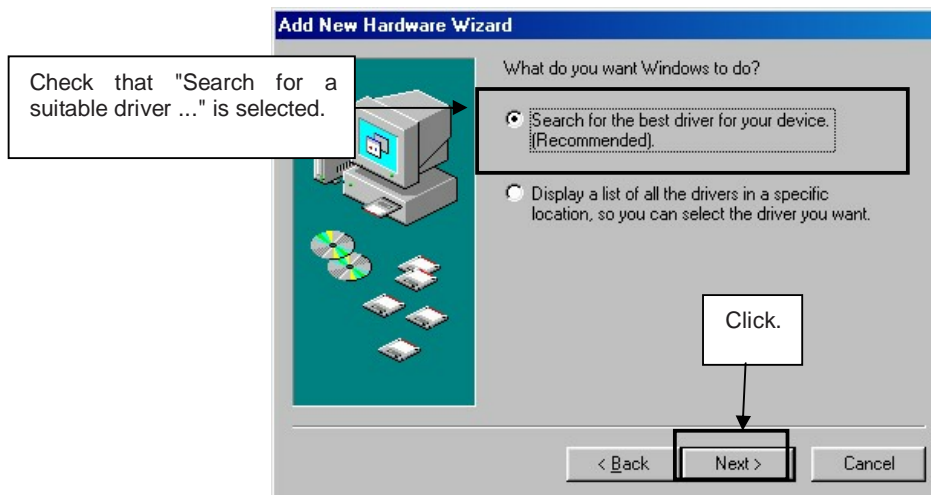 Add New Hardware Wizard
Check that "Search for a
suitable driver ..." is selected.
What do you want Windows to do?
Search for the best driver for your device.
(Recommended).
Display a list of all the drivers in a specific
location, so you can select the driver you want.
Click.
< Back
Next >
Cancel